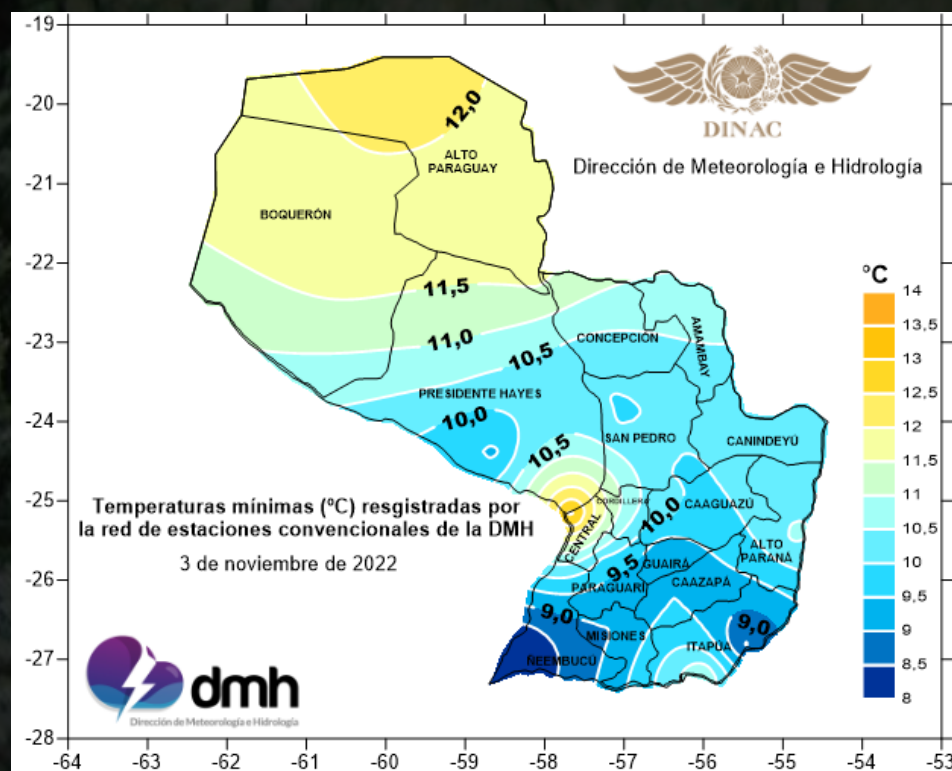 -19
-20
-21
-22
-23
-24
-25
-26
-27
-28
-64
-63
-62
-61
-60
-59
-58
-57
-56
-55
-54
-53
DINAC
Dirección de Meteorología e Hidrología
12,0
ALTO
PARAGUAY
BOQUERÓN
11,5
11,0
10,5
CONCEPCIÓN
AMAMBAY
PRESIDENTE HAYES
10,0
10,5
SAN PEDRO
CANINDEYÚ
CORDILLERA
CENTRAL
10,0
CAAGUAZÚ
ALTO
PARANÁ
9,5
GUAIRÁ
PARAGUARÍ
CAAZAPÁ
9,0
MISIONES
ITAPÚA
9,0
ÑEEMBUCÚ
°C
14
13,5
13
12,5
12
11,5
11
10,5
10
9,5
9
8,5
8
Temperaturas mínimas (ºC) resgistradas por
la red de estaciones convencionales de la DMH
3 de noviembre de 2022
dmh
Dirección de Meteorología e Hidrología